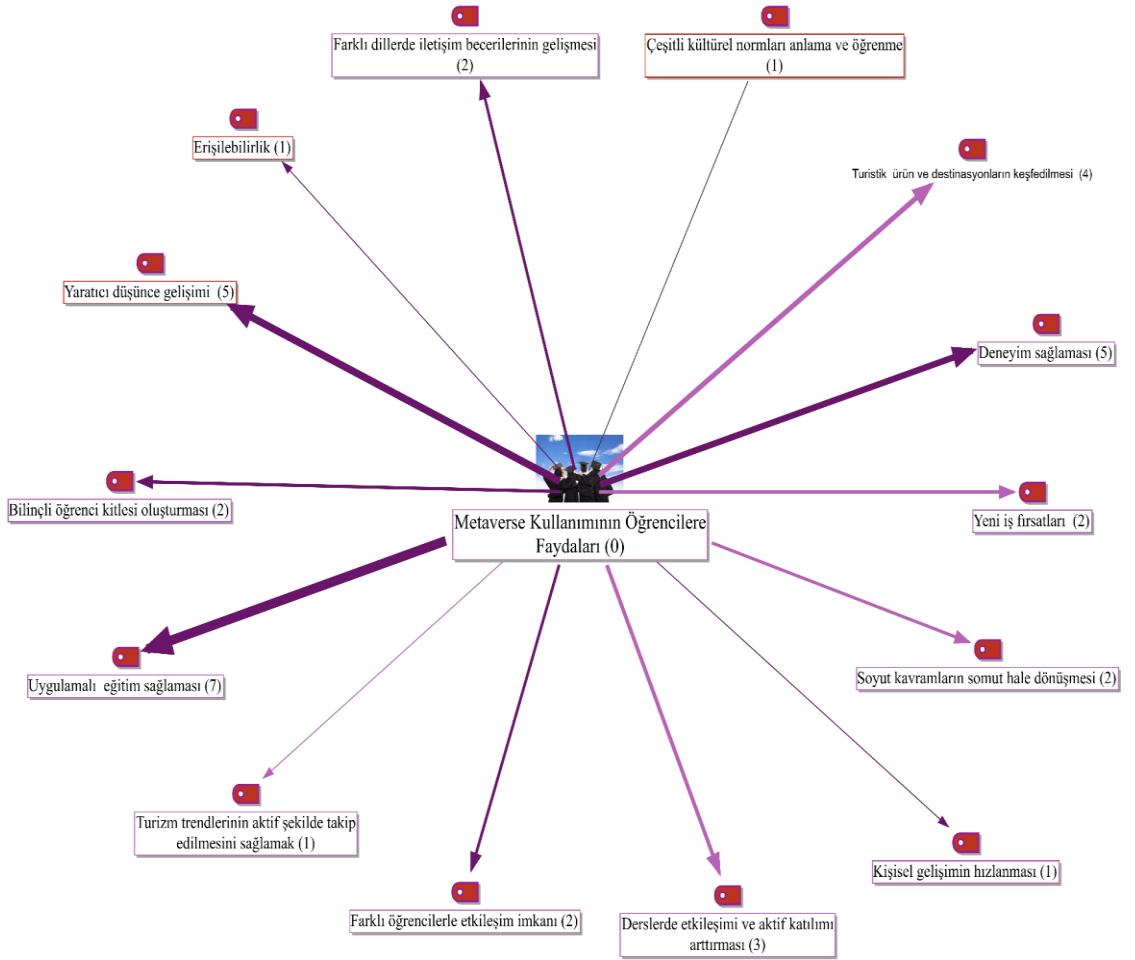 Farklı dillerde iletişim becerilerinin gelişmesi
(2)
Çeşitli kültürel normları anlama ve öğrenme
(1)
Erişilebilirlik (1)
Turistik ürün ve destinasyonların keşfedilmesi (4)
Yaratıcı düşünce gelişimi (5)
Deneyim sağlaması (5)
Bilinçli öğrenci kitlesi oluşturması (2)
Metaverse Kullanımının Öğrencilere
Faydaları (0)
Yeni iş fırsatları (2)
Uygulamalı eğitim sağlaması (7)
Soyut kavramların somut hale dönüşmesi (2)
Turizm trendlerinin aktif şekilde takip
edilmesini sağlamak (1)
Kişisel gelişimin hızlanması (1)
Farklı öğrencilerle etkileşim imkanı (2)
Derslerde etkileşimi ve aktif katılımı
arttırması (3)